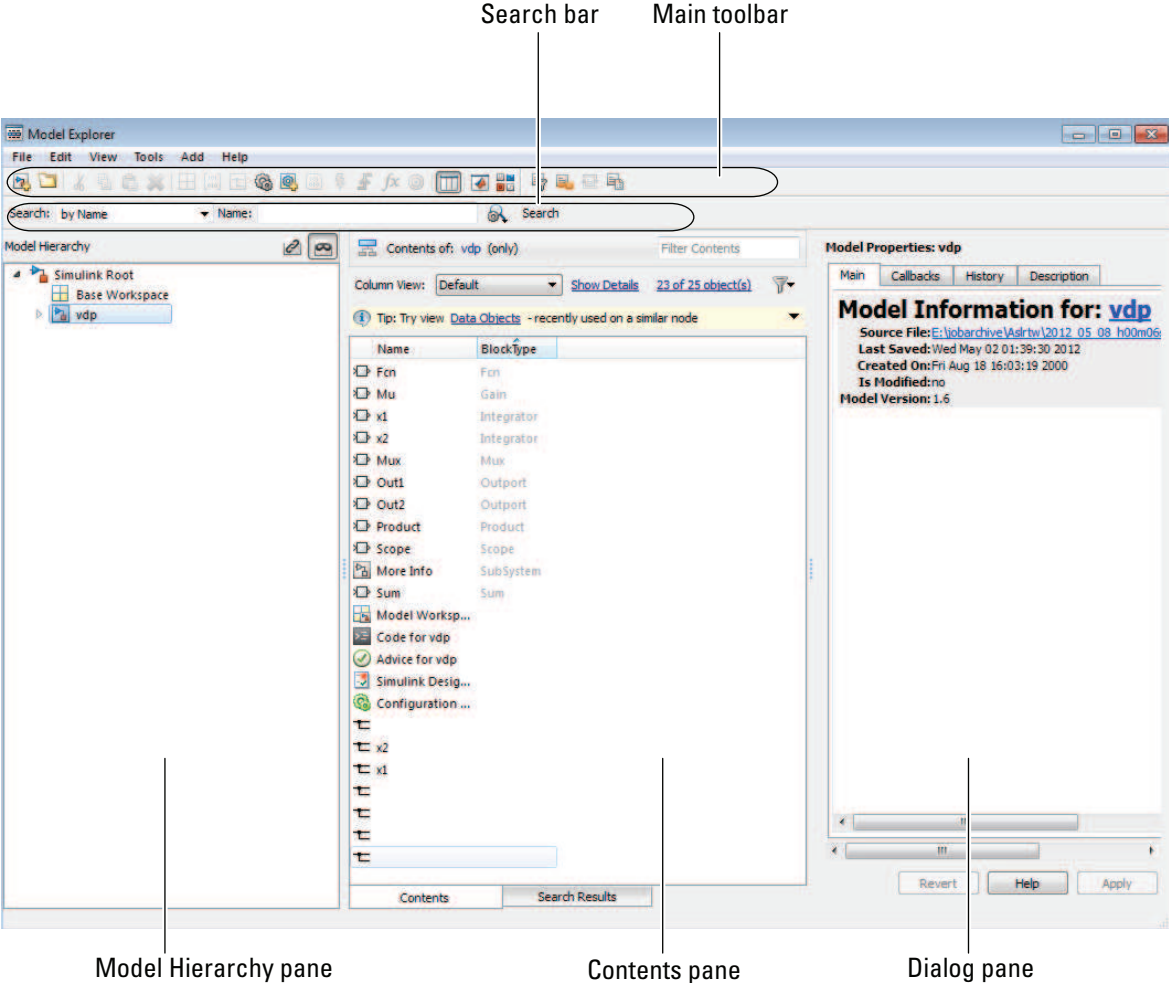 Search bar Main toolbar
Model Explorer
File Edit View Tools Add Help
Search: by Name Name: Search
Model Hierarchy
Simulink Root
Base Workspace
vdp
Contents of: vdp (only) Filter Contents
Column View: Default Show Details 23 of 25 object(s)
Tip: Try view Data Objects - recently used on a similar node
Name BlockType
Fcn Fcn
Mu Gain
x1 Integrator
x2 Integrator
Mux Mux
Out1 Outport
Out2 Outport
Product Product
Scope Scope
More Info SubSystem
Sum Sum
Model Worksp...
Code for vdp
Advice for vdp
Simulink Desig...
Configuration ...
x2
x1
Contents Search Results
Model Properties: vdp
Main Callbacks History Description
Model Information for: vdp
Source File:E:\jobarchive\Aslrtw\2012_05_08_h00m06
Last Saved:Wed May 02 01:39:30 2012
Created On:Fri Aug 18 16:03:19 2000
Is Modified:no
Model Version:1.6
Revert Help Apply
Model Hierarchy pane Contents pane Dialog pane